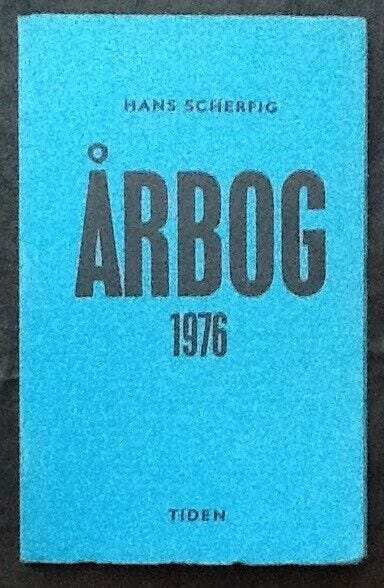 HANS SCHERFIG
ÅRBOG
1976
TIDEN